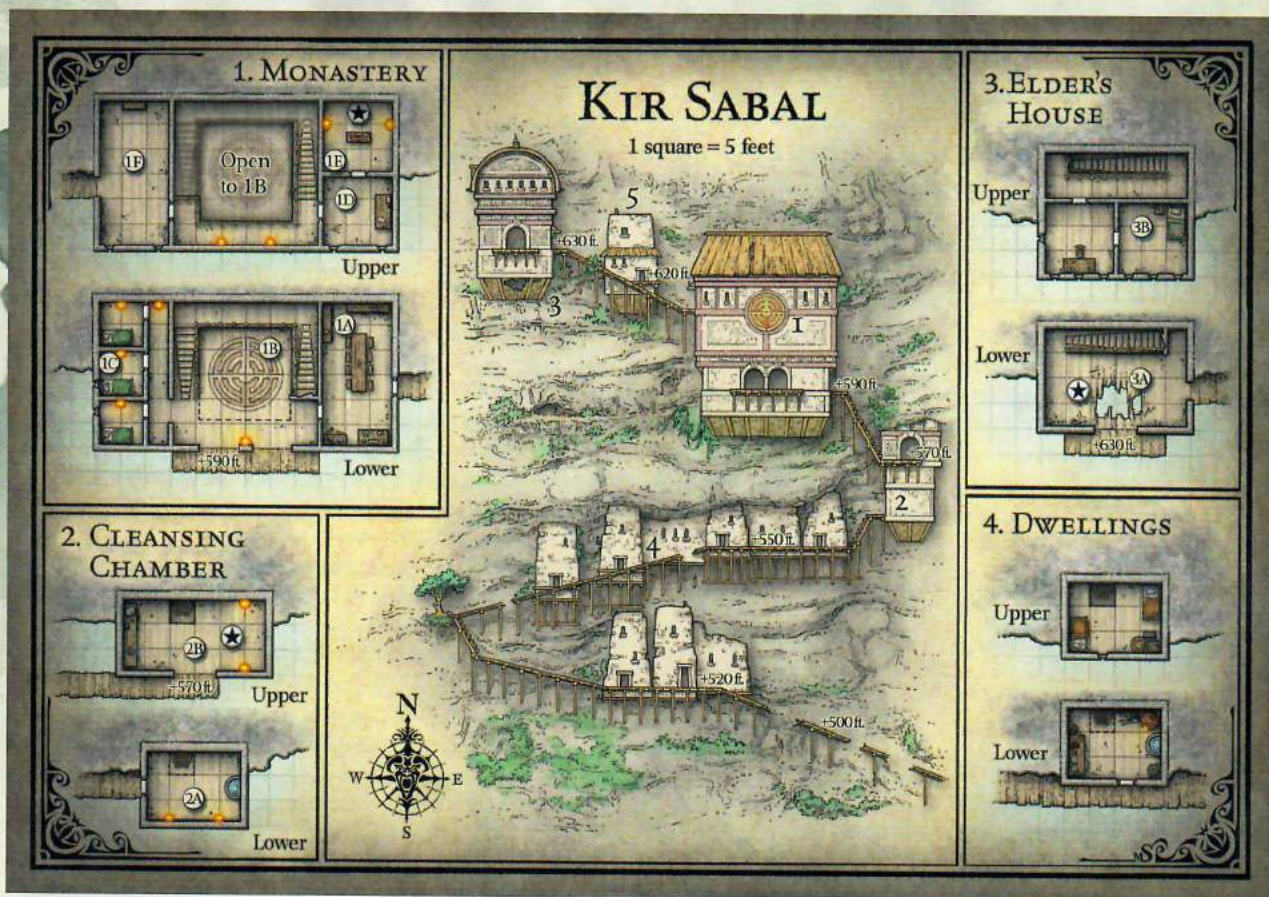 1. MONASTERY
1F
Open
to 1B
1E
1D
Upper
1A
1B
1C
+590 ft.
Lower
2. CLEANSING
CHAMBER
2B
+570 ft.
Upper
2A
Lower
KIR SABAL
1 square = 5 feet
5
+630 ft.
+620 ft.
3
1
+590 ft.
+570 ft.
2
4
+550 ft.
+520 ft.
+500 ft.
N
W
E
S
3. ELDER'S
HOUSE
Upper
3B
Lower
3A
+630 ft.
4. DWELLINGS
Upper
Lower
MS